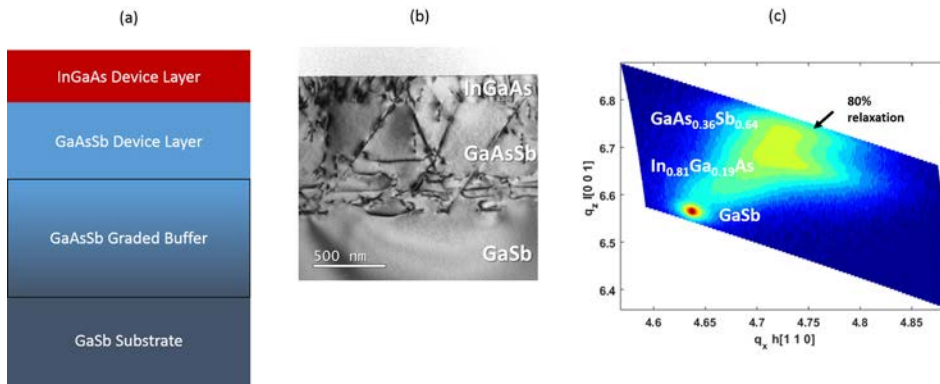 (a)
InGaAs Device Layer
GaAsSb Device Layer
GaAsSb Graded Buffer
GaSb Substrate
(b)
InGaAs
GaAsSb
GaSb
500 nm
(c)
6.8
6.7
6.6
6.5
6.4
q_z l[0 0 1]
GaAs0.36Sb0.64
In0.81Ga0.19As
GaSb
80%
relaxation
4.6 4.65 4.7 4.75 4.8 4.85
q_x h[1 1 0]